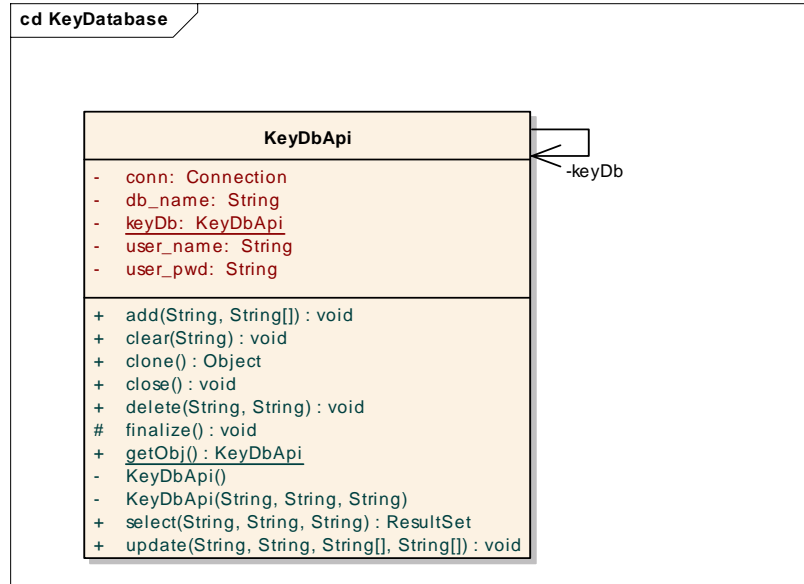 cd KeyDatabase
KeyDbApi
- conn: Connection
- db_name: String
- keyDb: KeyDbApi
- user_name: String
- user_pwd: String
-keyDb
+ add(String, String[]) : void
+ clear(String) : void
+ clone() : Object
+ close() : void
+ delete(String, String) : void
# finalize() : void
+ getObj() : KeyDbApi
- KeyDbApi()
- KeyDbApi(String, String, String)
+ select(String, String, String) : ResultSet
+ update(String, String, String[], String[]) : void